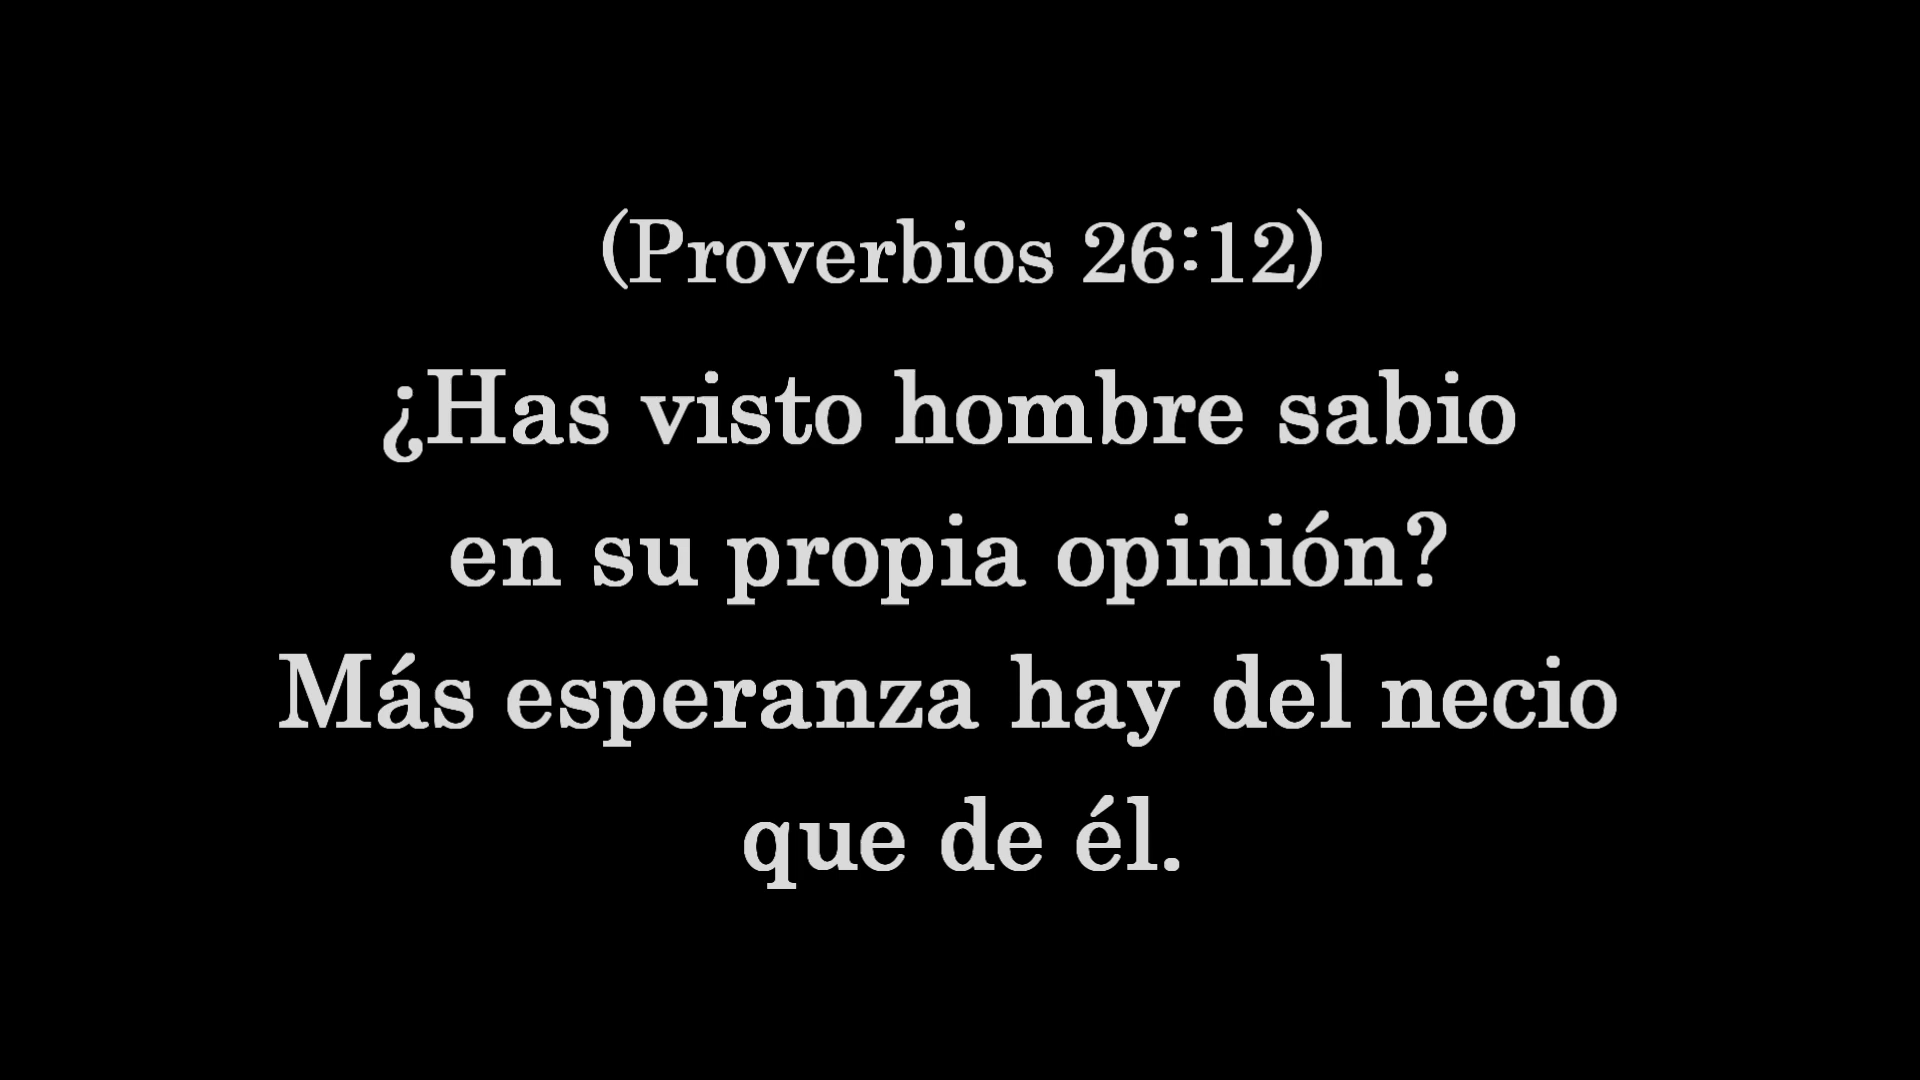 (Proverbios 26:12)
¿Has visto hombre sabio
en su propia opinión?
Más esperanza hay del necio
que de él.